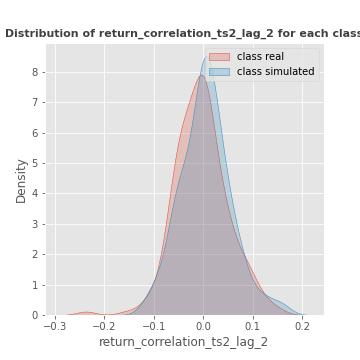 Distribution of return_correlation_ts2_lag_2 for each class
class real
class simulated
8
7
6
5
4
3
2
1
0
Density
−0.3 −0.2 −0.1 0.0 0.1 0.2
return_correlation_ts2_lag_2